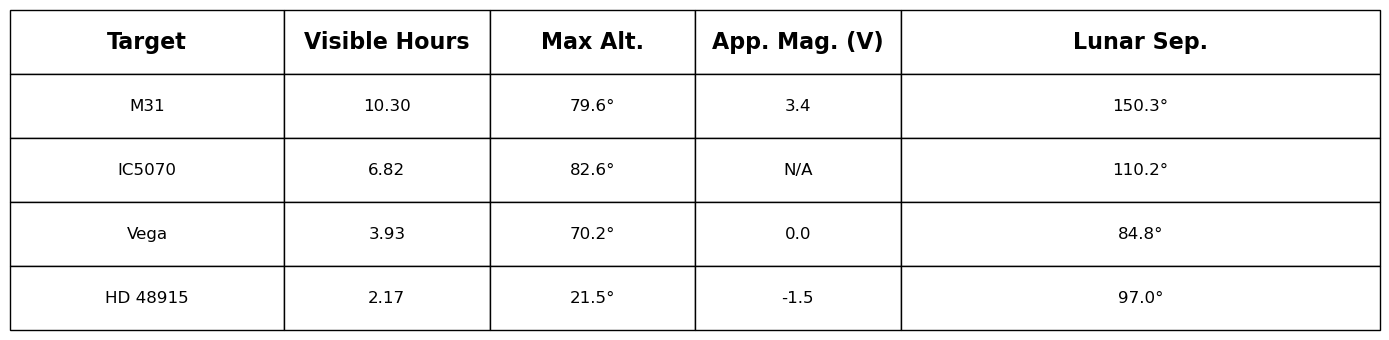 Target Visible Hours Max Alt. App. Mag. (V) Lunar Sep.
M31 10.30 79.6° 3.4 150.3°
IC5070 6.82 82.6° N/A 110.2°
Vega 3.93 70.2° 0.0 84.8°
HD 48915 2.17 21.5° -1.5 97.0°